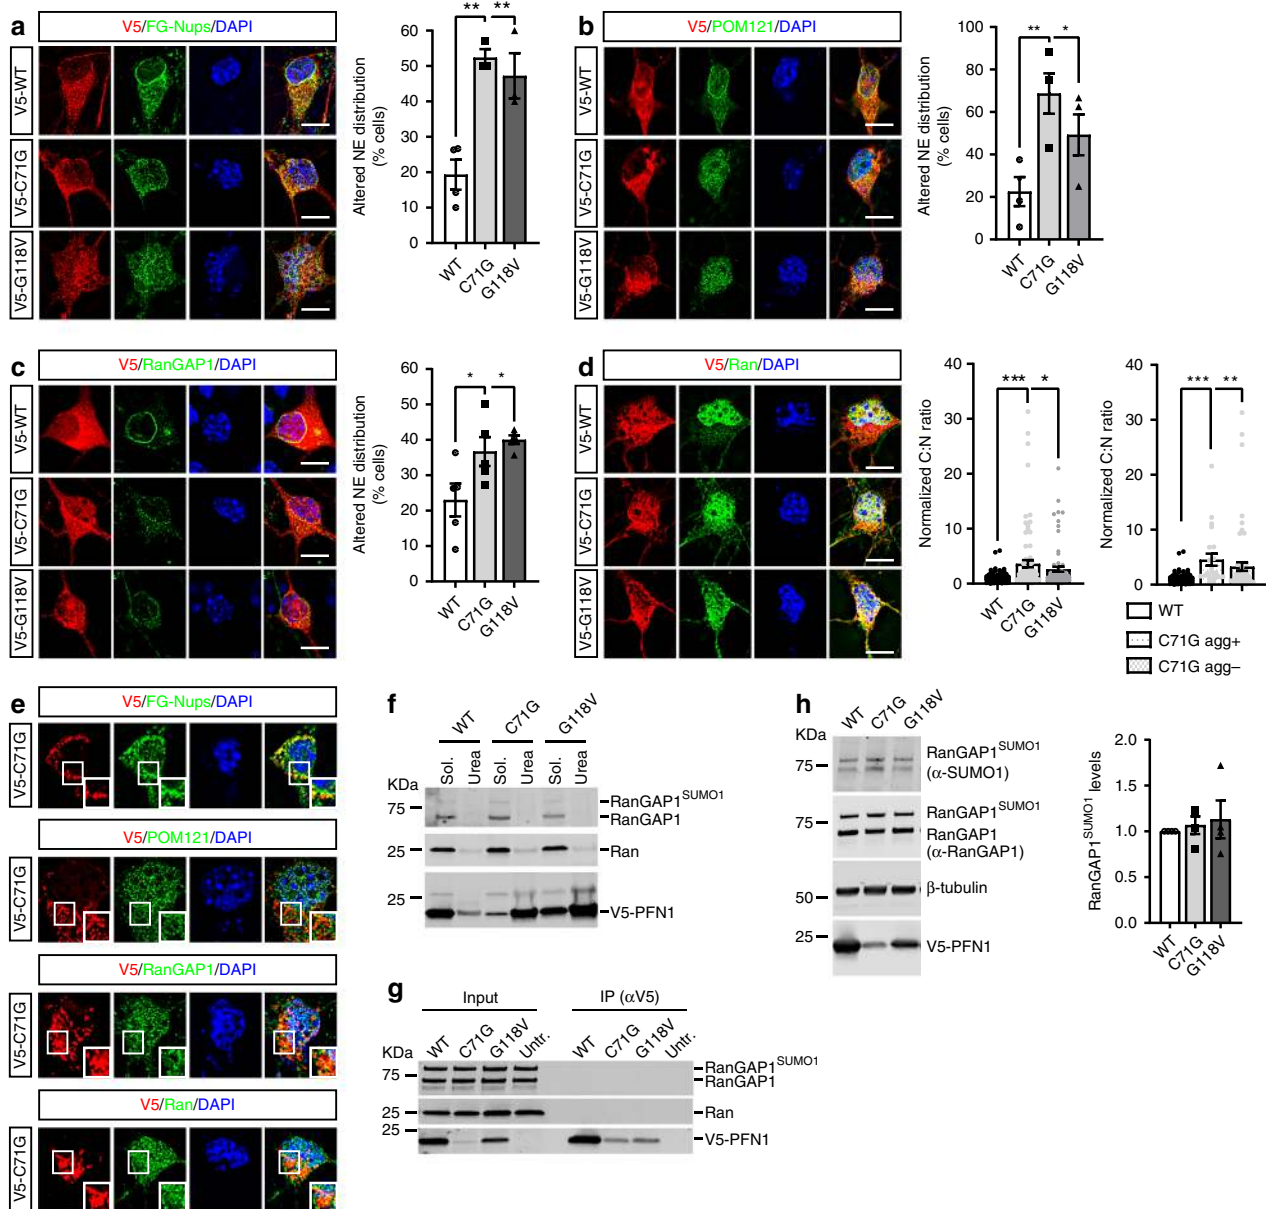 a
V5/FG-Nups/DAPI
V5-WT
V5-C71G
V5-G118V
Altered NE distribution
(% cells)
60
50
40
30
20
10
0
** **
WT
C71G
G118V
b
V5/POM121/DAPI
V5-WT
V5-C71G
V5-G118V
Altered NE distribution
(% cells)
100
80
60
40
20
0
** *
WT
C71G
G118V
c
V5/RanGAP1/DAPI
V5-WT
V5-C71G
V5-G118V
Altered NE distribution
(% cells)
60
50
40
30
20
10
0
* *
WT
C71G
G118V
d
V5/Ran/DAPI
V5-WT
V5-C71G
V5-G118V
Normalized C:N ratio
40
30
20
10
0
*** *
WT
C71G
G118V
Normalized C:N ratio
40
30
20
10
0
*** **
WT
C71G agg+
C71G agg–
e
V5/FG-Nups/DAPI
V5-C71G
V5/POM121/DAPI
V5-C71G
V5/RanGAP1/DAPI
V5-C71G
V5/Ran/DAPI
V5-C71G
f
WT C71G G118V
Sol. Urea Sol. Urea Sol. Urea
KDa
75
RanGAP1SUMO1
RanGAP1
25
Ran
25
V5-PFN1
g
Input IP (αV5)
WT C71G G118V Untr. WT C71G G118V Untr.
KDa
75
RanGAP1SUMO1
RanGAP1
25
Ran
25
V5-PFN1
h
WT C71G G118V
KDa
75
RanGAP1SUMO1
(α-SUMO1)
75
RanGAP1SUMO1
RanGAP1
(α-RanGAP1)
50
β-tubulin
25
V5-PFN1
RanGAP1SUMO1 levels
2.0
1.5
1.0
0.5
0.0
WT
C71G
G118V